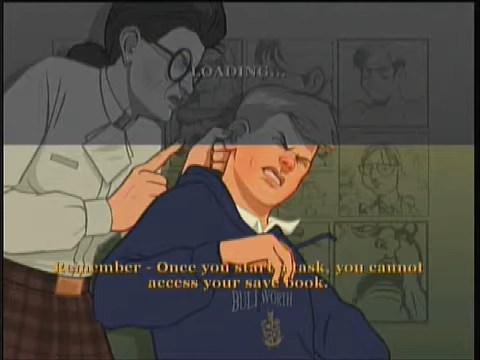 LOADING...
Remember - Once you start a task, you cannot
access your save book.
BULLWORTH